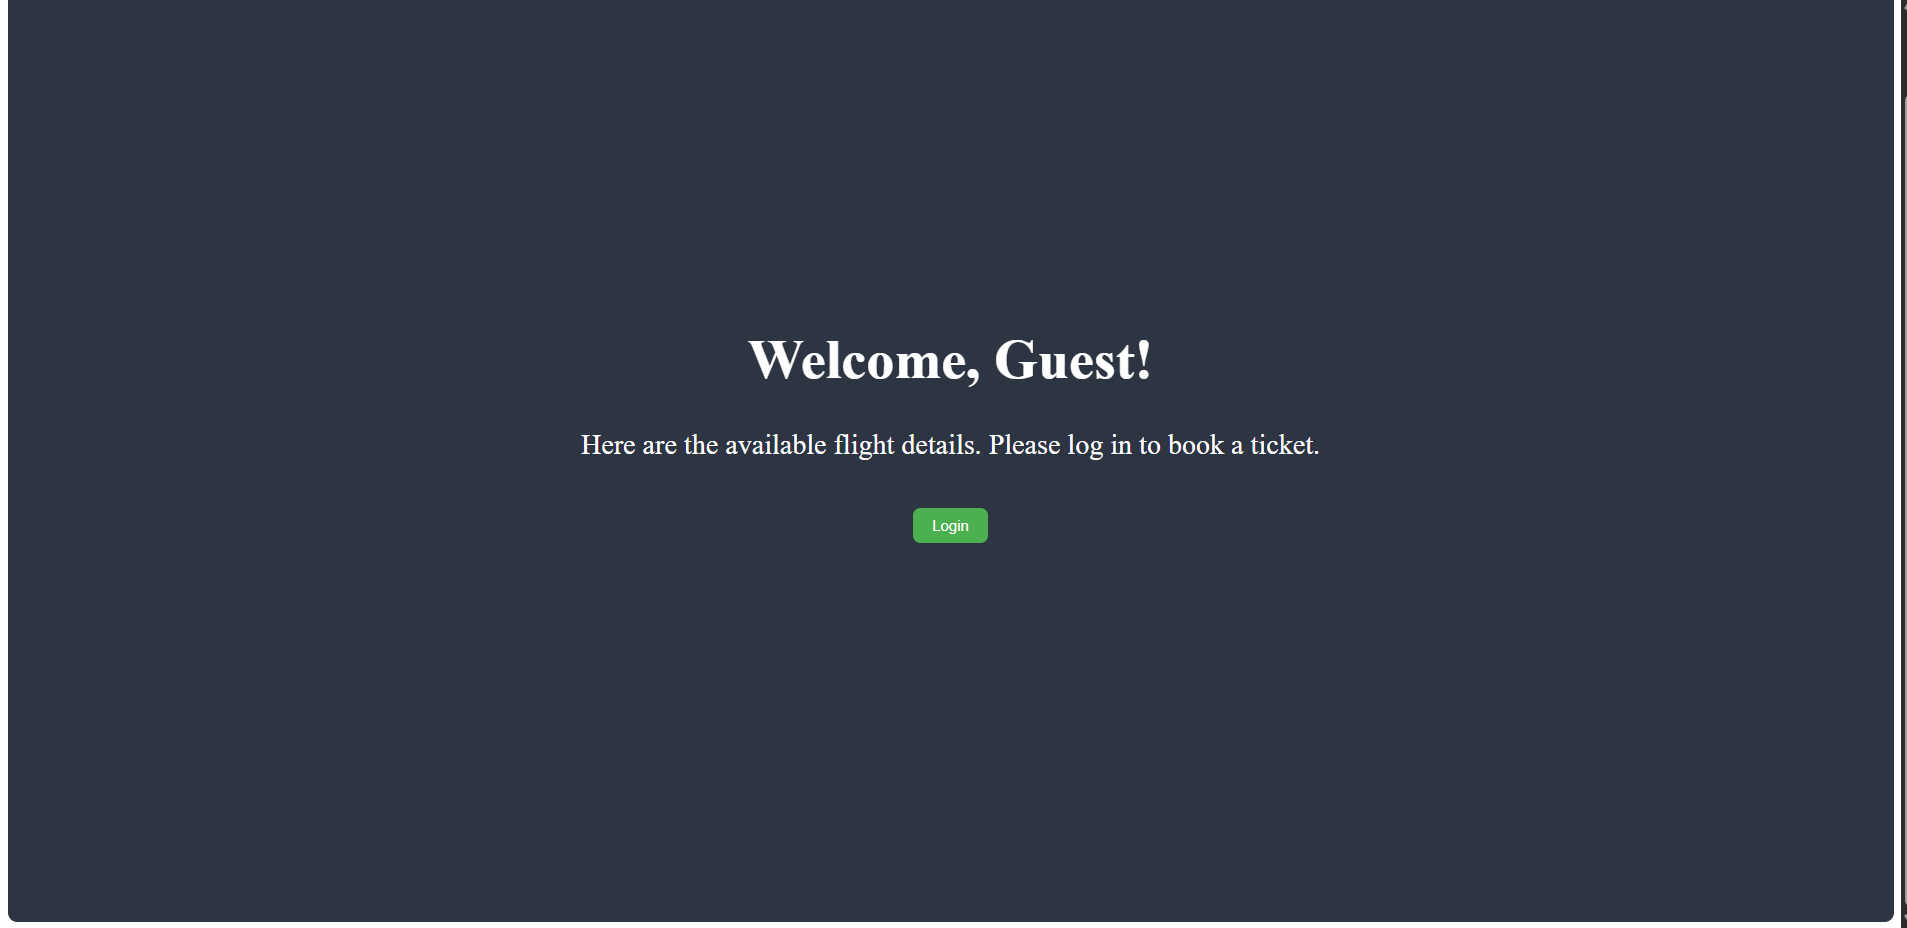 Welcome, Guest!
Here are the available flight details. Please log in to book a ticket.
Login